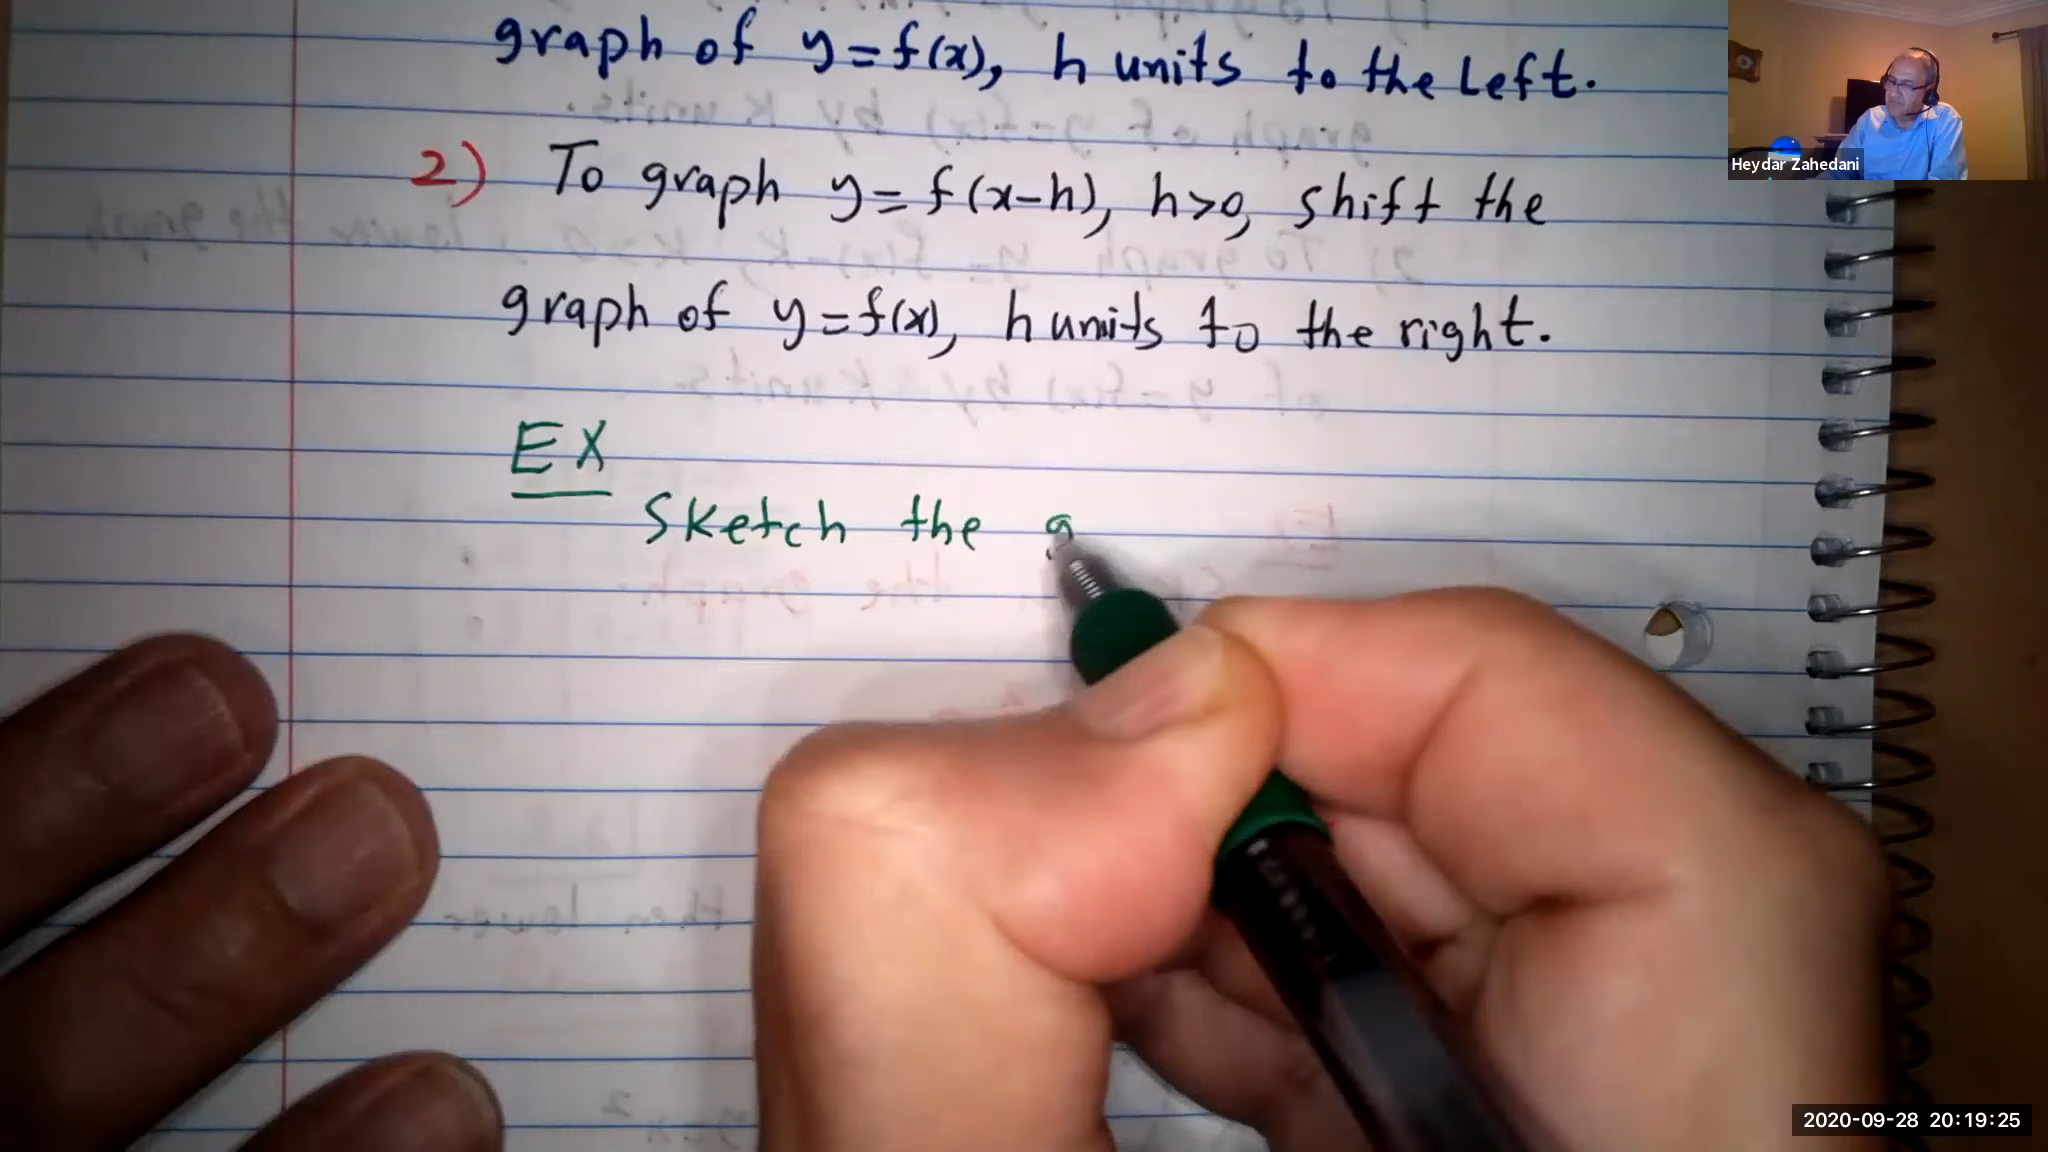 graph of y=f(x), h units to the Left.
2) To graph y=f(x-h), h>0, shift the
graph of y=f(x), h units to the right.
EX
Sketch the g
Heydar Zahedani
2020-09-28 20:19:25